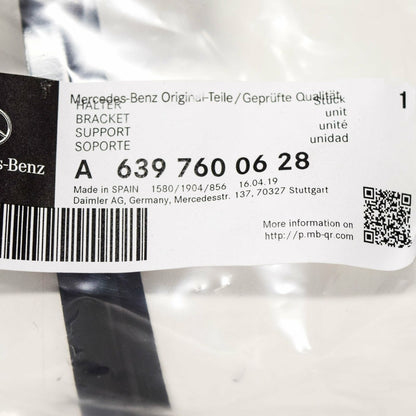 Mercedes-Benz Original-Teile/Geprüfte Qualität
HALTER Stück 1
BRACKET unit
SUPPORT unité
SOPORTE unidad
s-Benz
A 639 760 06 28
Made in SPAIN 1580/1904/856 16.04.19
Daimler AG, Germany, Mercedesstr. 137, 70327 Stuttgart
More information on
http://p.mb-qr.com